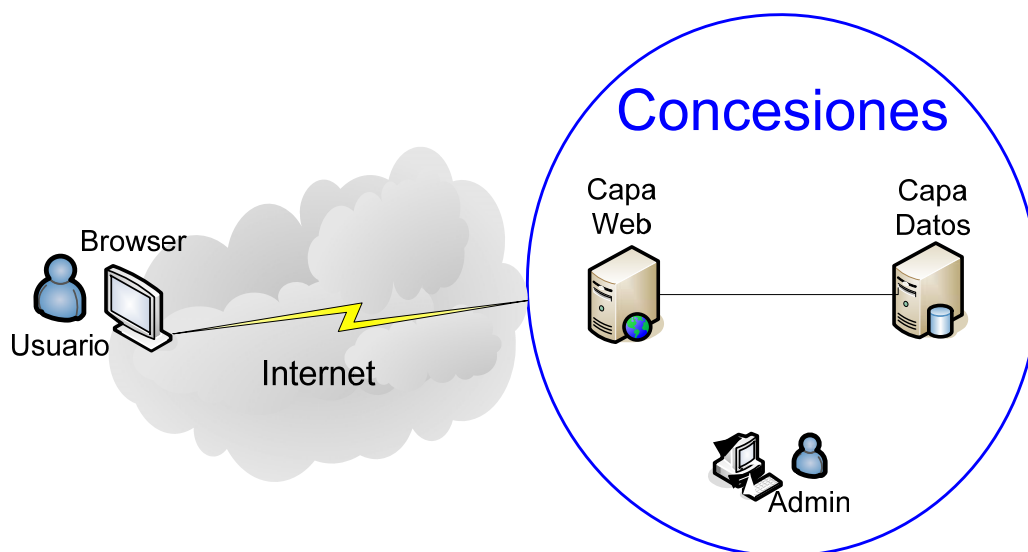 Concesiones
Capa
Web
Capa
Datos
Browser
Usuario
Internet
Admin